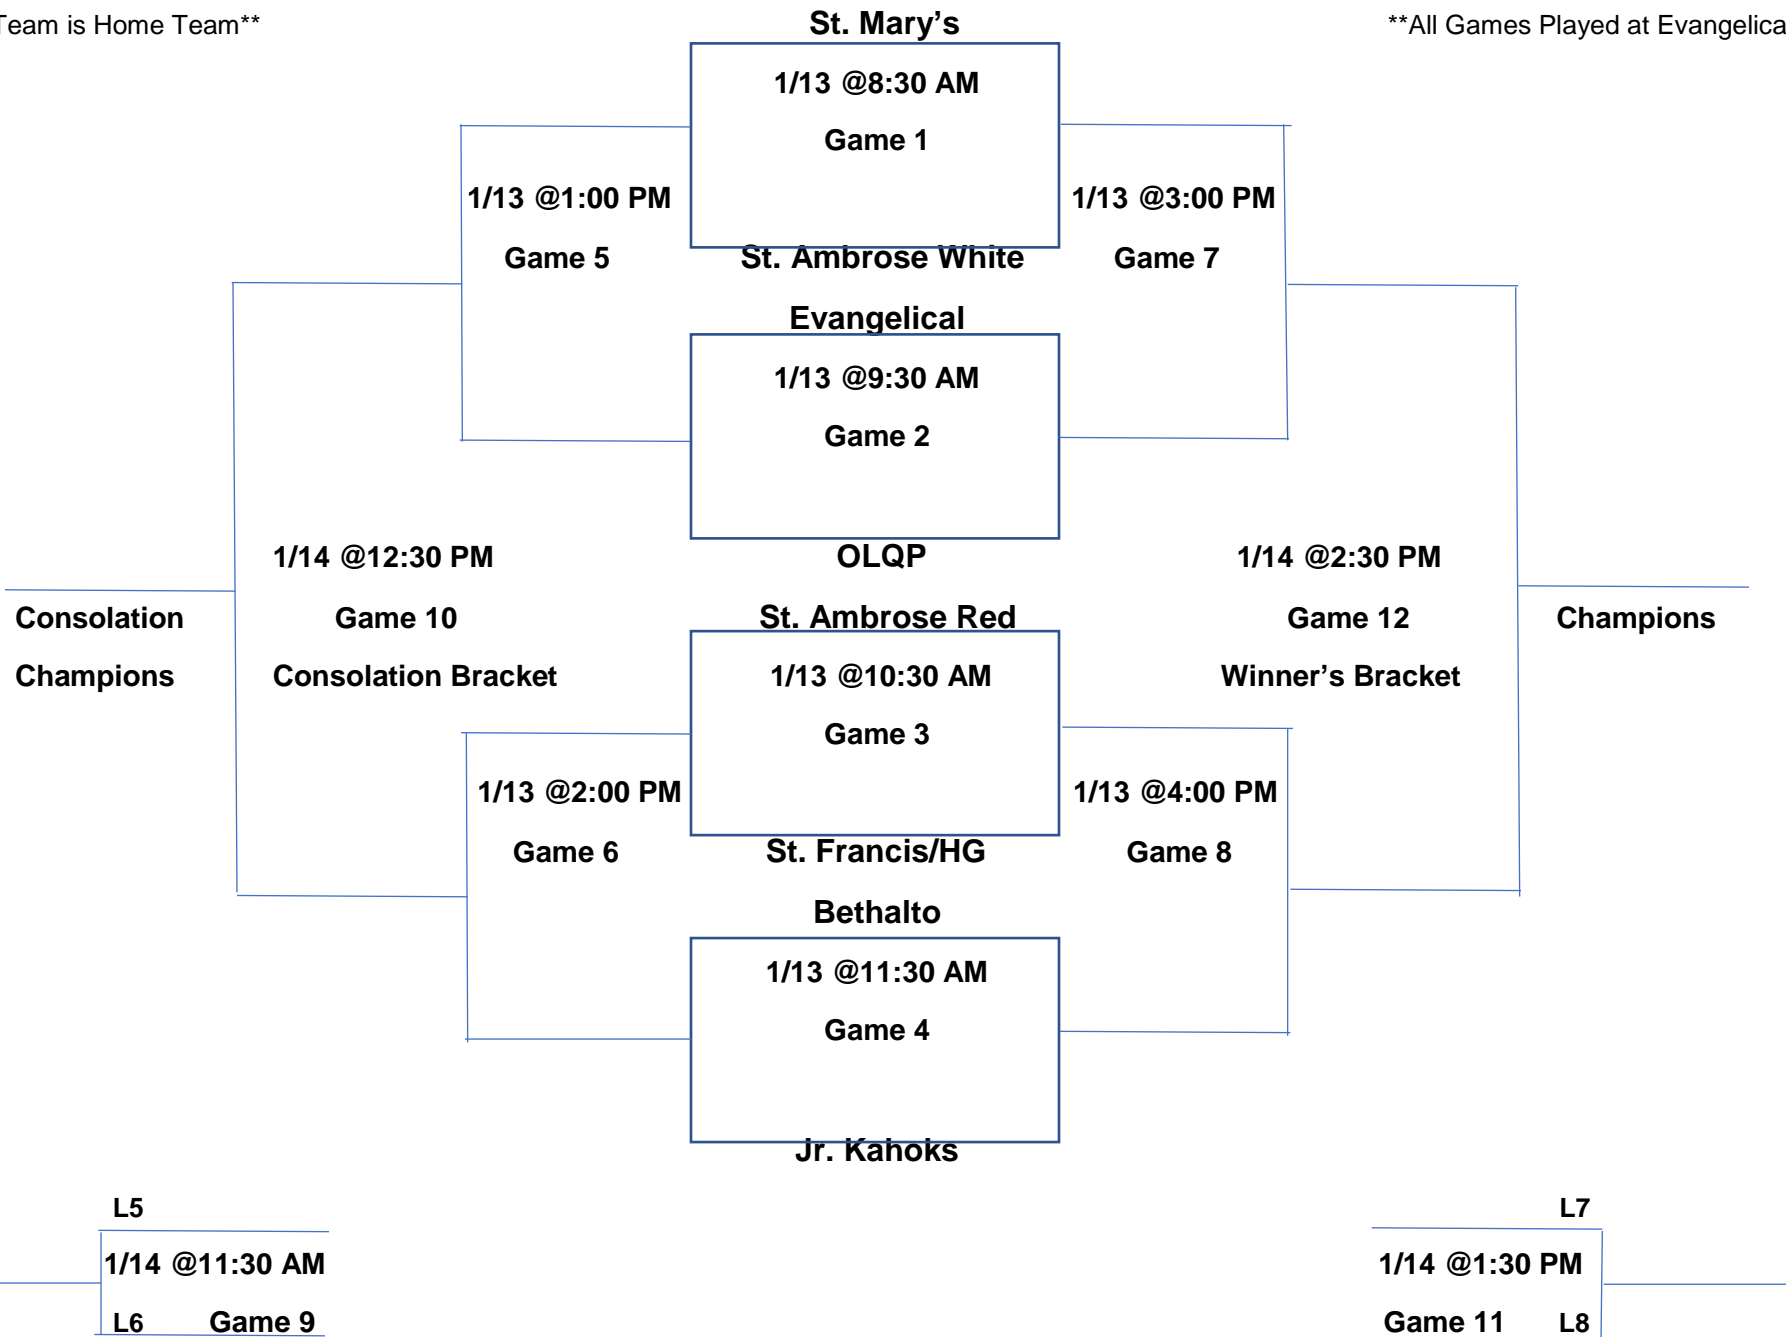 Team is Home Team**
St. Mary’s
**All Games Played at Evangelica
1/13 @8:30 AM
Game 1
1/13 @1:00 PM
1/13 @3:00 PM
Game 5
St. Ambrose White
Game 7
Evangelical
1/13 @9:30 AM
Game 2
1/14 @12:30 PM
OLQP
1/14 @2:30 PM
Consolation
Game 10
St. Ambrose Red
Game 12
Champions
Champions
Consolation Bracket
1/13 @10:30 AM
Winner’s Bracket
Game 3
1/13 @2:00 PM
1/13 @4:00 PM
Game 6
St. Francis/HG
Game 8
Bethalto
1/13 @11:30 AM
Game 4
Jr. Kahoks
L5
L7
1/14 @11:30 AM
1/14 @1:30 PM
L6 Game 9
Game 11 L8